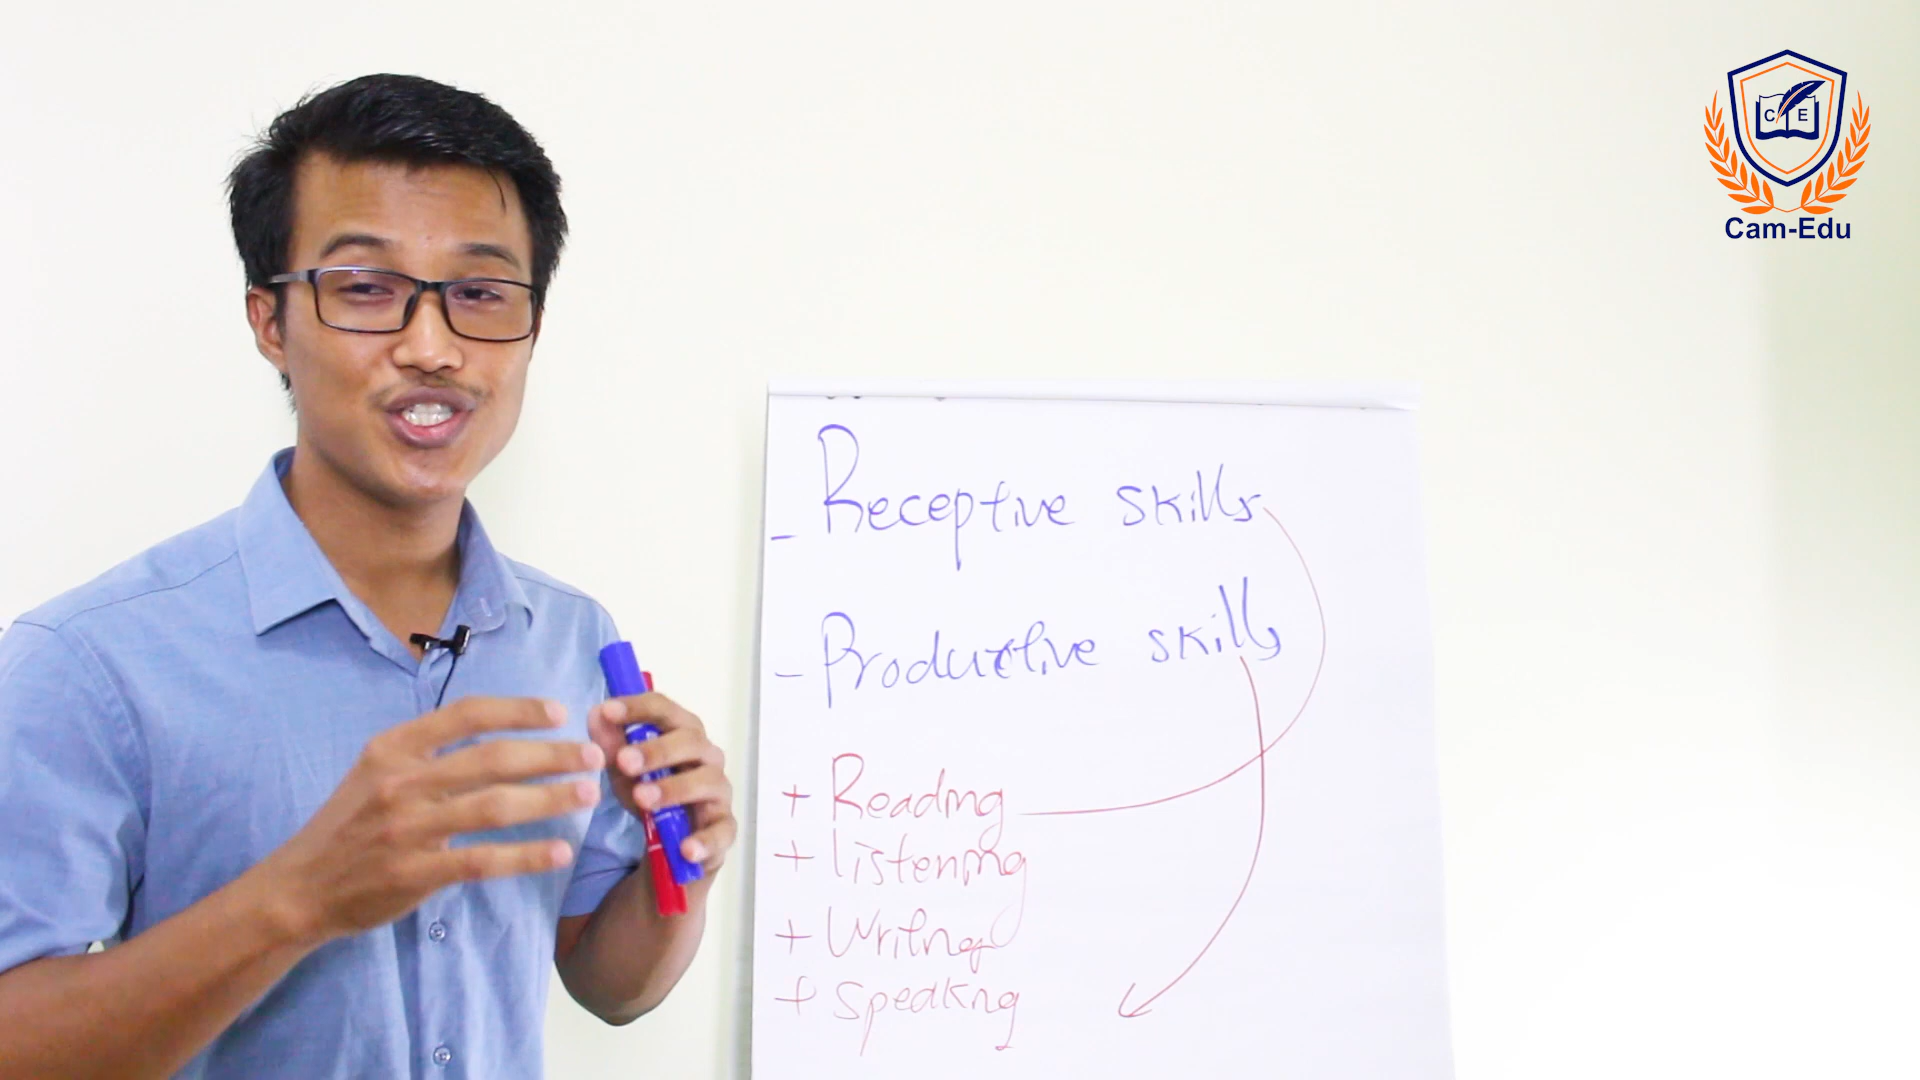 C E
Cam-Edu
- Receptive skills
- Productive skills
+ Reading
+ listening
+ Writing
+ Speaking